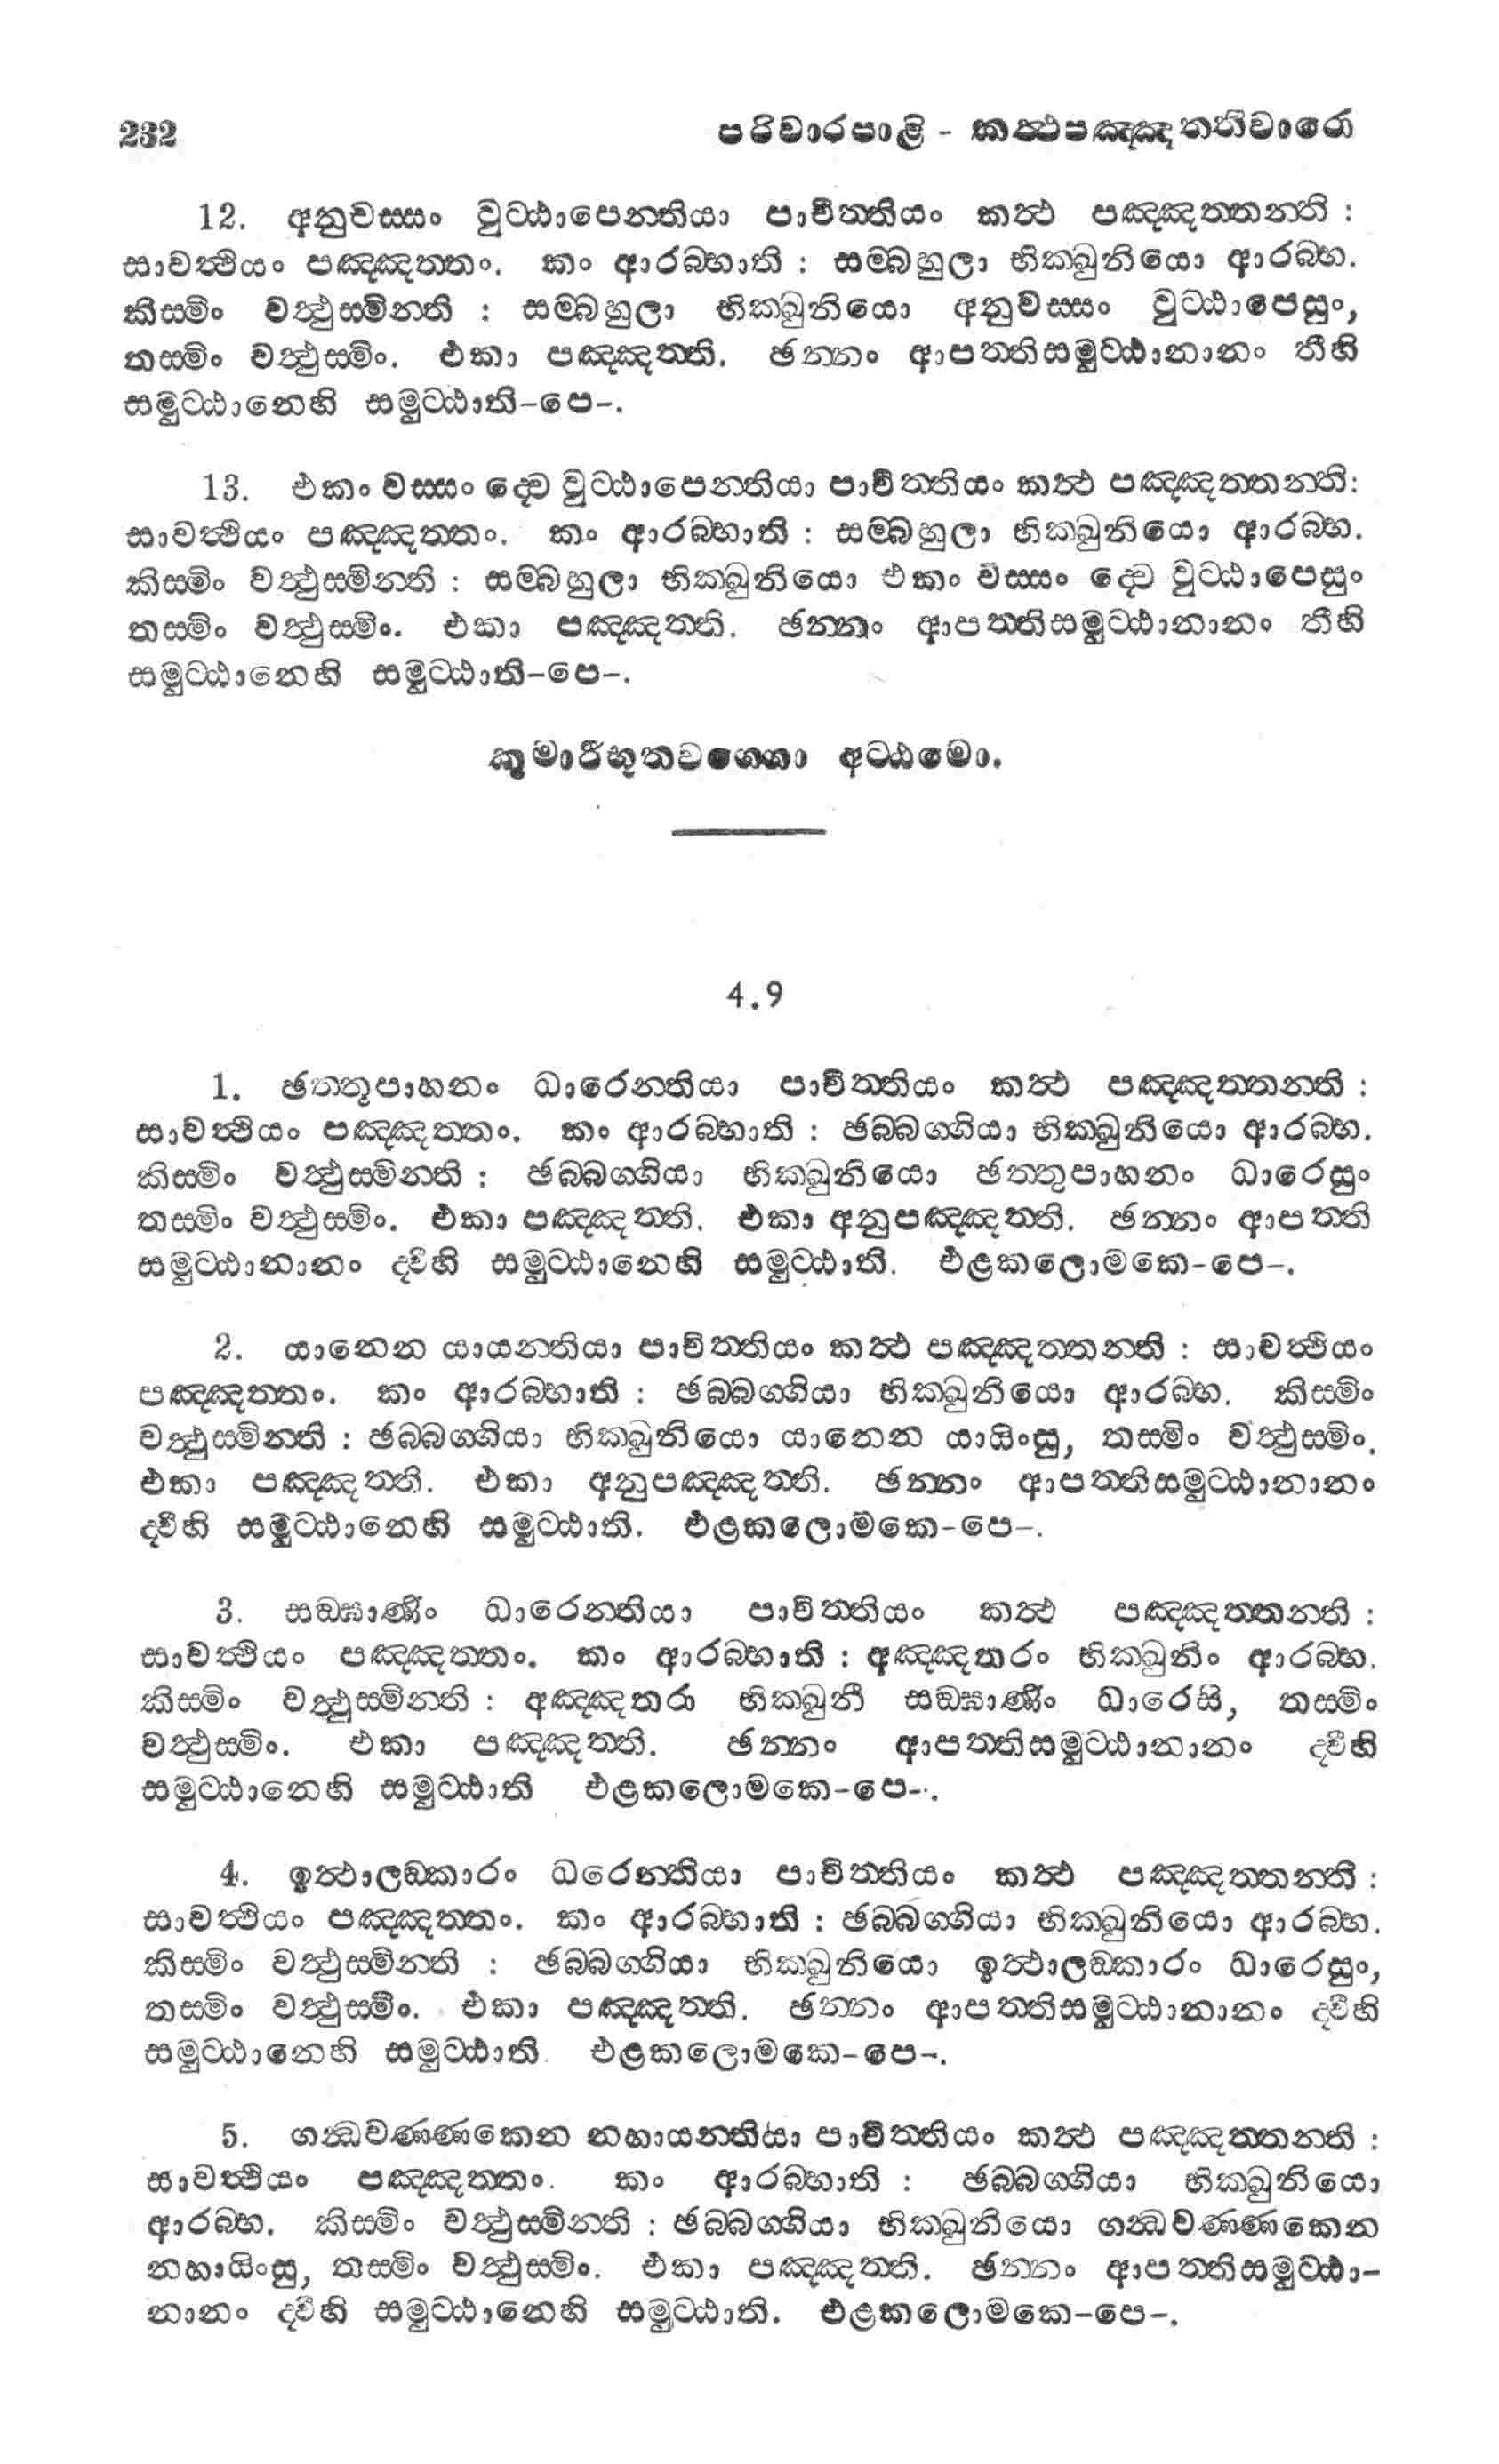 232 පරිවාරපාළි - කත්‍ථපඤ්ඤත්තිවාරො
12. අනුවස්සං වුට්ඨාපෙන්තියා පාචිත්තියං කත්‍ථ පඤ්ඤත්තන්ති :
සාවත්‍ථියං පඤ්ඤත්තං. කං ආරබ්භාති : සම්බහුලා භික්ඛුනියො ආරබ්භ.
කිස්මිං වත්‍ථුස්මින්ති : සම්බහුලා භික්ඛුනියො අනුවස්සං වුට්ඨාපෙසුං,
තස්මිං වත්‍ථුස්මිං. එකා පඤ්ඤත්ති. ඡන්නං ආපත්තිසමුට්ඨානානං තීහි
සමුට්ඨානෙහි සමුට්ඨාති-පෙ-.
13. එකං වස්සං ද්වෙ වුට්ඨාපෙන්තියා පාචිත්තියං කත්‍ථ පඤ්ඤත්තන්ති:
සාවත්‍ථියං පඤ්ඤත්තං. කං ආරබ්භාති : සම්බහුලා භික්ඛුනියො ආරබ්භ.
කිස්මිං වත්‍ථුස්මින්ති : සම්බහුලා භික්ඛුනියො එකං වස්සං ද්වෙ වුට්ඨාපෙසුං
තස්මිං වත්‍ථුස්මිං. එකා පඤ්ඤත්ති. ඡන්නං ආපත්තිසමුට්ඨානානං තීහි
සමුට්ඨානෙහි සමුට්ඨාති-පෙ-.
කුමාරීභූතවග්ගො අට්ඨමො.
4.9
1. ඡත්තූපාහනං ධාරෙන්තියා පාචිත්තියං කත්‍ථ පඤ්ඤත්තන්ති :
සාවත්‍ථියං පඤ්ඤත්තං. කං ආරබ්භාති : ඡබ්බග්ගියා භික්ඛුනියො ආරබ්භ.
කිස්මිං වත්‍ථුස්මින්ති : ඡබ්බග්ගියා භික්ඛුනියො ඡත්තුපාහනං ධාරෙසුං
තස්මිං වත්‍ථුස්මිං. එකා පඤ්ඤත්ති. එකා අනුපඤ්ඤත්ති. ඡන්නං ආපත්ති
සමුට්ඨානානං ද්විහි සමුට්ඨානෙහි සමුට්ඨාති. එළකලොමකෙ-පෙ-.
2. යානෙන යායන්තියා පාචිත්තියං කත්‍ථ පඤ්ඤත්තන්ති : සාවත්‍ථියං
පඤ්ඤත්තං. කං ආරබ්භාති : ඡබ්බග්ගියා භික්ඛුනියො ආරබ්භ. කිස්මිං
වත්‍ථුස්මින්ති : ඡබ්බග්ගියා භික්ඛුනියො යානෙන යායිංසු, තස්මිං වත්‍ථුස්මිං.
එකා පඤ්ඤත්ති. එකා අනුපඤ්ඤත්ති. ඡන්නං ආපත්තිසමුට්ඨානානං
ද්වීහි සමුට්ඨානෙහි සමුට්ඨාති. එළකලොමකෙ-පෙ-.
3. සඞ්ඝාණිං ධාරෙන්තියා පාචිත්තියං කත්‍ථ පඤ්ඤත්තන්ති :
සාවත්‍ථියං පඤ්ඤත්තං. කං ආරබ්භාති : අඤ්ඤතරං භික්ඛුනිං ආරබ්භ.
කිස්මිං වත්‍ථුස්මින්ති : අඤ්ඤතරා භික්ඛුනී සඞ්ඝාණිං ධාරෙසි, තස්මිං
වත්‍ථුස්මිං. එකා පඤ්ඤත්ති. ඡන්නං ආපත්තිසමුට්ඨානානං ද්වීහි
සමුට්ඨානෙහි සමුට්ඨාති එළකලොමකෙ-පෙ-.
4. ඉත්‍ථාලඞ්කාරං ධරෙන්තියා පාචිත්තියං කත්‍ථ පඤ්ඤත්තන්ති :
සාවත්‍ථියං පඤ්ඤත්තං. කං ආරබ්භාති : ඡබ්බග්ගියා භික්ඛුනියො ආරබ්භ.
කිස්මිං වත්‍ථුස්මින්ති : ඡබ්බග්ගියා භික්ඛුනියො ඉත්‍ථාලඞ්කාරං ධාරෙසුං,
තස්මිං වත්‍ථුස්මිං. එකා පඤ්ඤත්ති. ඡන්නං ආපත්තිසමුට්ඨානානං ද්වීහි
සමුට්ඨානෙහි සමුට්ඨාති. එළකලොමකෙ-පෙ-.
5. ගන්‍ධවණ්ණකෙන නහායන්තියා පාචිත්තියං කත්‍ථ පඤ්ඤත්තන්ති :
සාවත්‍ථියං පඤ්ඤත්තං. කං ආරබ්භාති : ඡබ්බග්ගියා භික්ඛුනියො
ආරබ්භ. කිස්මිං වත්‍ථුස්මින්ති : ඡබ්බග්ගියා භික්ඛුනියො ගන්‍ධවණ්ණකෙන
නහායිංසු, තස්මිං වත්‍ථුස්මිං. එකා පඤ්ඤත්ති. ඡන්නං ආපත්තිසමුට්ඨා-
නානං ද්වීහි සමුට්ඨානෙහි සමුට්ඨාති. එළකලොමකෙ-පෙ-.